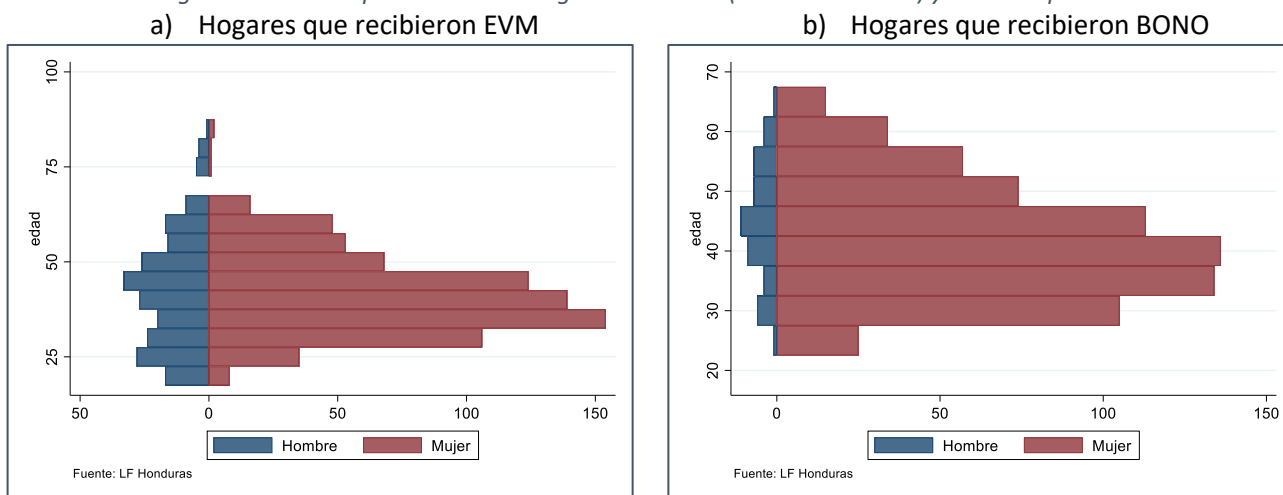 a) Hogares que recibieron EVM
100
75
50
25
edad
50 0 50 100 150
Hombre Mujer
Fuente: LF Honduras
b) Hogares que recibieron BONO
70
60
50
40
30
20
edad
0 50 100 150
Hombre Mujer
Fuente: LF Honduras